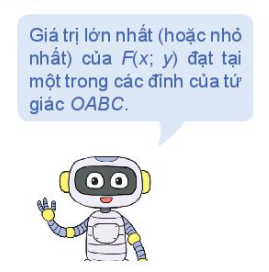 Giá trị lớn nhất (hoặc nhỏ
nhất) của F(x; y) đạt tại
một trong các đỉnh của tứ
giác OABC.